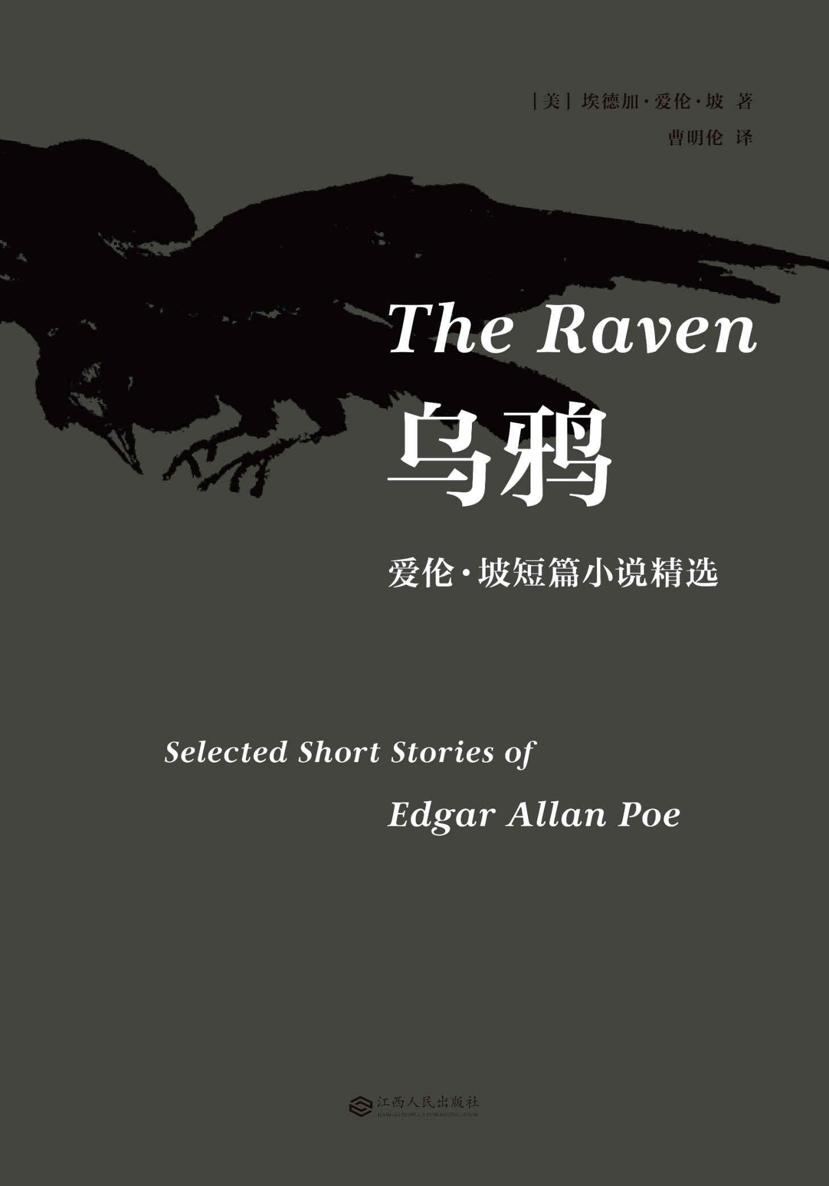 [美] 埃德加·爱伦·坡 著
曹明伦 译
The Raven
乌鸦
爱伦·坡短篇小说精选
Selected Short Stories of
Edgar Allan Poe
江西人民出版社